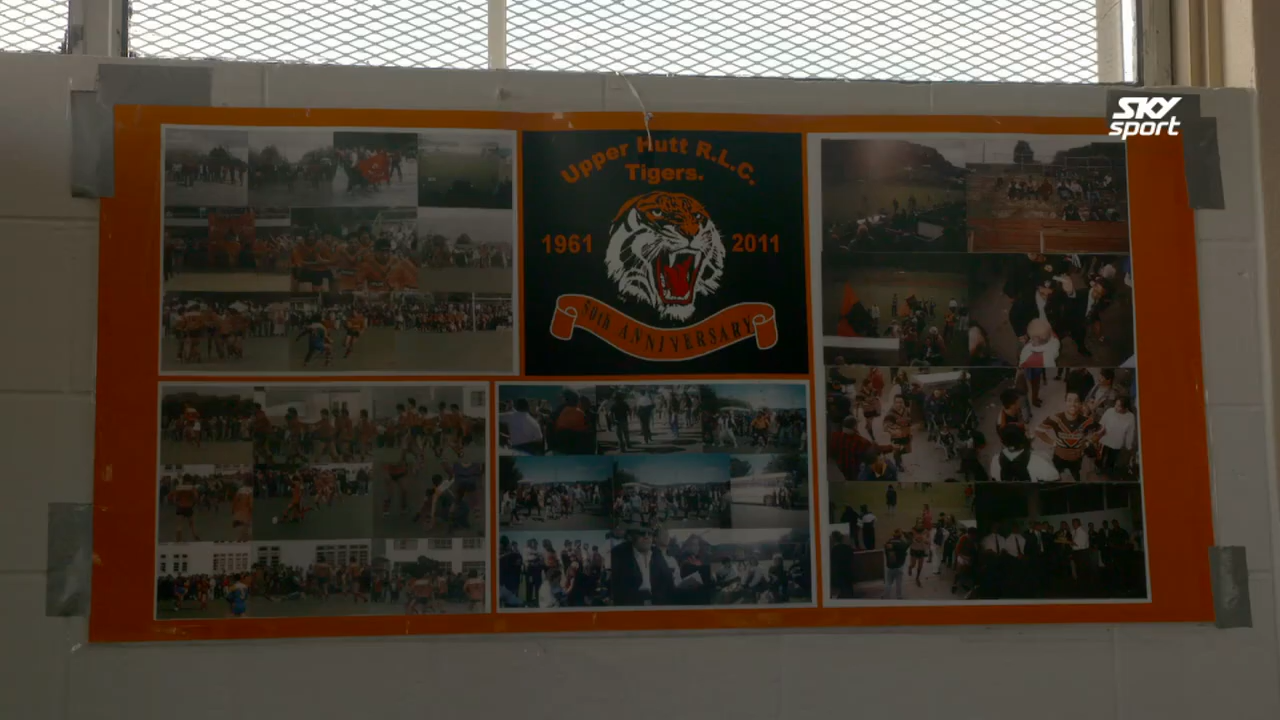 SKY
sport
Upper Hutt R.L.C.
Tigers.
1961 2011
50th ANNIVERSARY